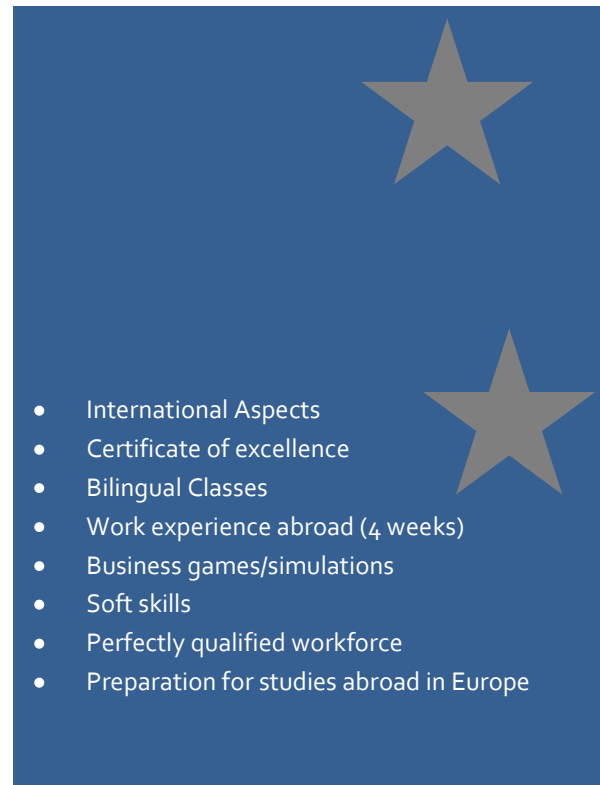 • International Aspects
• Certificate of excellence
• Bilingual Classes
• Work experience abroad (4 weeks)
• Business games/simulations
• Soft skills
• Perfectly qualified workforce
• Preparation for studies abroad in Europe